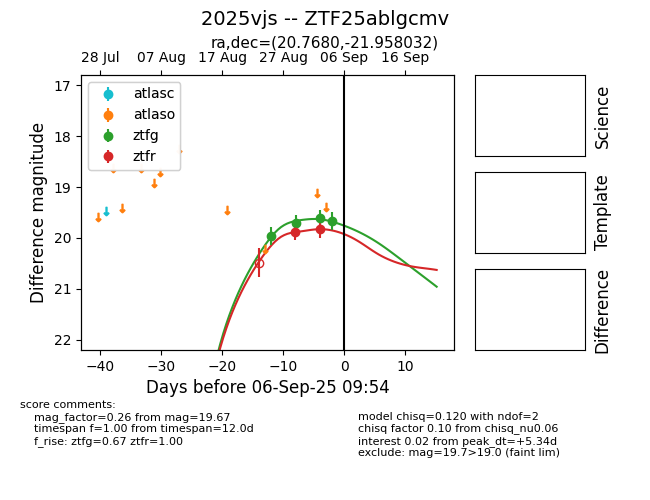 2025vjs -- ZTF25ablgcmv
ra,dec=(20.7680,-21.958032)
28 Jul 07 Aug 17 Aug 27 Aug 06 Sep 16 Sep
atlasc
atlaso
ztfg
ztfr
17
18
19
20
21
22
Difference magnitude
−40 −30 −20 −10 0 10
Days before 06-Sep-25 09:54
Science
Template
Difference
score comments:
mag_factor=0.26 from mag=19.67
timespan f=1.00 from timespan=12.0d
f_rise: ztfg=0.67 ztfr=1.00
model chisq=0.120 with ndof=2
chisq factor 0.10 from chisq_nu0.06
interest 0.02 from peak_dt=+5.34d
exclude: mag=19.7>19.0 (faint lim)